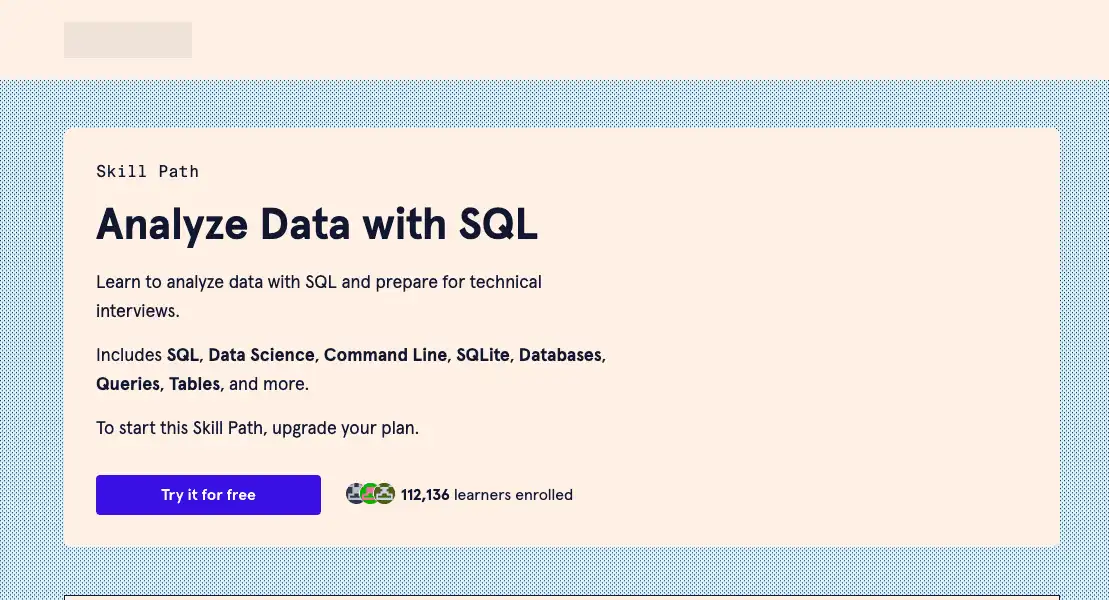 Skill Path
Analyze Data with SQL
Learn to analyze data with SQL and prepare for technical
interviews.
Includes SQL, Data Science, Command Line, SQLite, Databases,
Queries, Tables, and more.
To start this Skill Path, upgrade your plan.
Try it for free
112,136 learners enrolled